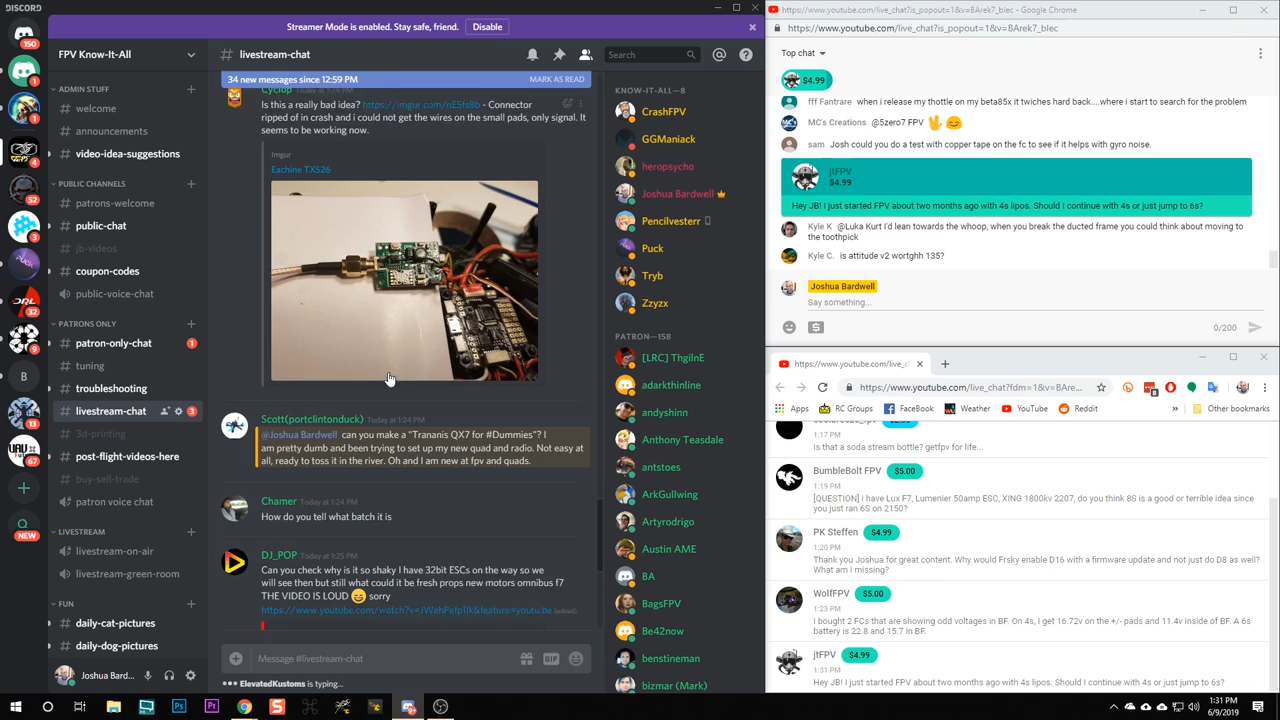 DISCORD
Streamer Mode is enabled. Stay safe, friend.
Disable
FPV Know-It-All
ADMIN STUFF
welcome
announcements
video-idea-suggestions
PUBLIC CHANNELS
patrons-welcome
public-chat
jb-videos
coupon-codes
public-voice-chat
PATRONS ONLY
patron-only-chat
1
tuning
troubleshooting
livestream-chat
3
3d-printing
post-flight-videos-here
buy-sell-trade
patron voice chat
LIVESTREAM
livestream-on-air
livestream-green-room
FUN
daily-cat-pictures
daily-dog-pictures
shua Bard...
150
1
1
4
52
3
32
9
B
13
67
NEW
livestream-chat
Search
34 new messages since 12:59 PM
MARK AS READ
Cyclop Today at 1:24 PM
Is this a really bad idea? https://imgur.com/nE5fsBb - Connector
ripped of in crash and i could not get the wires on the small pads, only signal. It
seems to be working now.
Imgur
Eachine TX526
Scott(portclintonduck) Today at 1:24 PM
@Joshua Bardwell can you make a "Trananis QX7 for #Dummies"? I
am pretty dumb and been trying to set up my new quad and radio. Not easy at
all, ready to toss it in the river. Oh and I am new at fpv and quads.
Chamer Today at 1:24 PM
How do you tell what batch it is
DJ_POP Today at 1:25 PM
Can you check why is it so shaky I have 32bit ESCs on the way so we
will see then but still what could it be fresh props new motors omnibus f7
THE VIDEO IS LOUD 😄 sorry
https://www.youtube.com/watch?v=JWehPefp1lk&feature=youtu.be (edited)
Message #livestream-chat
GIF
ElevatedKustoms is typing...
KNOW-IT-ALL—8
CrashFPV
GGManiack
heropsycho
Joshua Bardwell
Pencilvesterr
Puck
Tryb
Zzyzx
PATRON—158
[LRC] ThgilnE
adarkthinline
andyshinn
Anthony Teasdale
antstoes
ArkGullwing
Artyrodrigo
Austin AME
BA
BagsFPV
Be42now
benstineman
bizmar (Mark)
https://www.youtube.com/live_chat?is_popout=1&v=BArek7_bIec - Google Chrome
https://www.youtube.com/live_chat?is_popout=1&v=BArek7_bIec
Top chat
$4.99
fff Fantrare when i release my thottle on my beta85x it twiches hard back....where i start to search for the problem
MC's Creations @5zero7 FPV 🖖😊
sam Josh could you do a test with copper tape on the fc to see if it helps with gyro noise.
jtFPV
$4.99
Hey JB! I just started FPV about two months ago with 4s lipos. Should I continue with 4s or just jump to 6s?
Kyle K @Luka Kurt I'd lean towards the whoop, when you break the ducted frame you could think about moving to
the toothpick
Kyle C. is attitude v2 wortghh 135?
Joshua Bardwell
Say something...
0/200
https://www.youtube.com/live_c
https://www.youtube.com/live_chat?fdm=1&v=BAre...
Apps
RC Groups
FaceBook
Weather
YouTube
Reddit
Other bookmarks
1:17 PM
Is that a soda stream bottle? getfpv for life.
BumbleBolt FPV $5.00
1:19 PM
[QUESTION] I have Lux F7, Lumenier 50amp ESC, XING 1800kv 2207, do you think 8S is a good or terrible idea since
you just ran 6S on 2150?
PK Steffen $4.99
1:20 PM
Thank you Joshua for great content. Why would Frsky enable D16 with a firmware update and not just do D8 as well?
What am I missing?
WolfFPV $5.00
1:23 PM
I bought 2 FCs that are showing odd voltages in BF. On 4s, I get 16.72v on the +/- pads and 11.4v inside of BF. A 6s
battery is 22.8 and 15.7 in BF.
jtFPV $4.99
1:31 PM
Hey JB! I just started FPV about two months ago with 4s lipos. Should I continue with 4s or just jump to 6s?
1:31 PM
6/9/2019